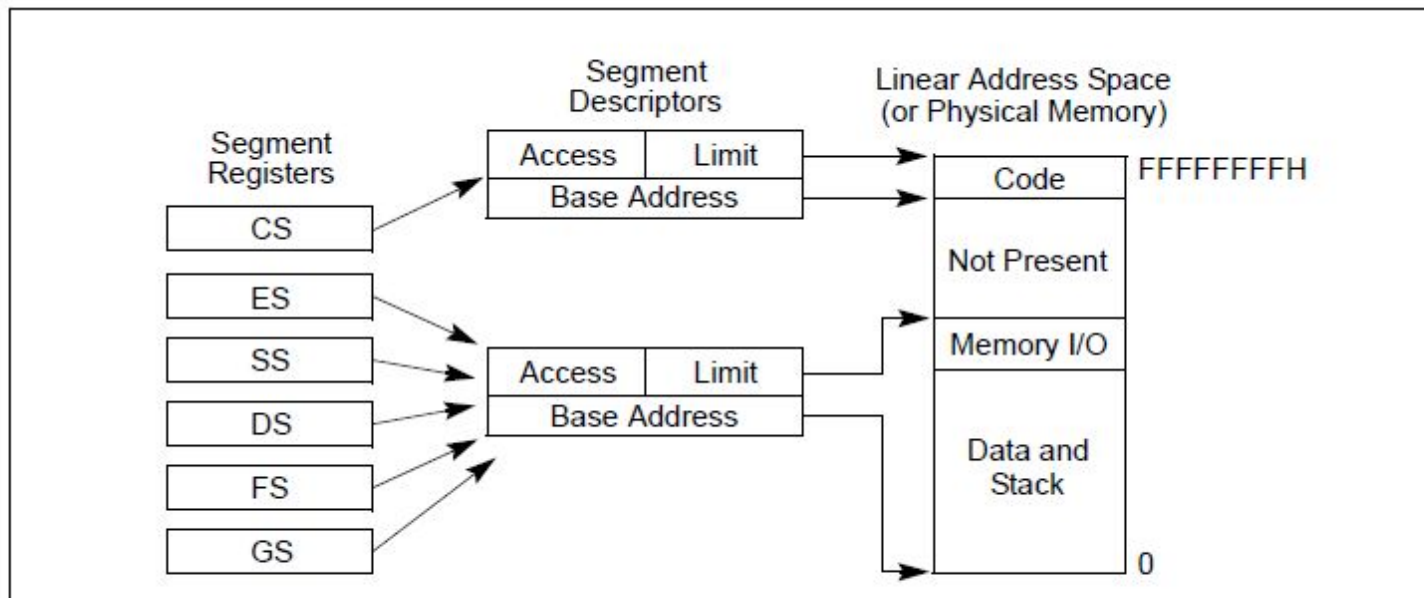 Segment
Registers
CS
ES
SS
DS
FS
GS
Segment
Descriptors
Access
Limit
Base Address
Access
Limit
Base Address
Linear Address Space
(or Physical Memory)
Code
FFFFFFFFH
Not Present
Memory I/O
Data and
Stack
0